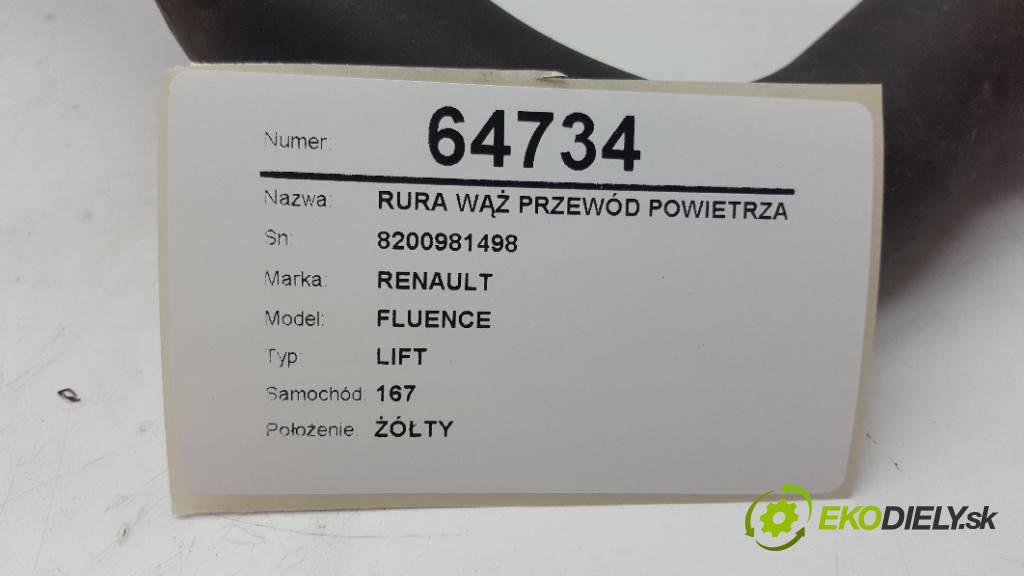 Numer: 64734
Nazwa: RURA WĄŻ PRZEWÓD POWIETRZA
Sn: 8200981498
Marka: RENAULT
Model: FLUENCE
Typ: LIFT
Samochód: 167
Położenie: ŻÓŁTY
EKODIELY.sk